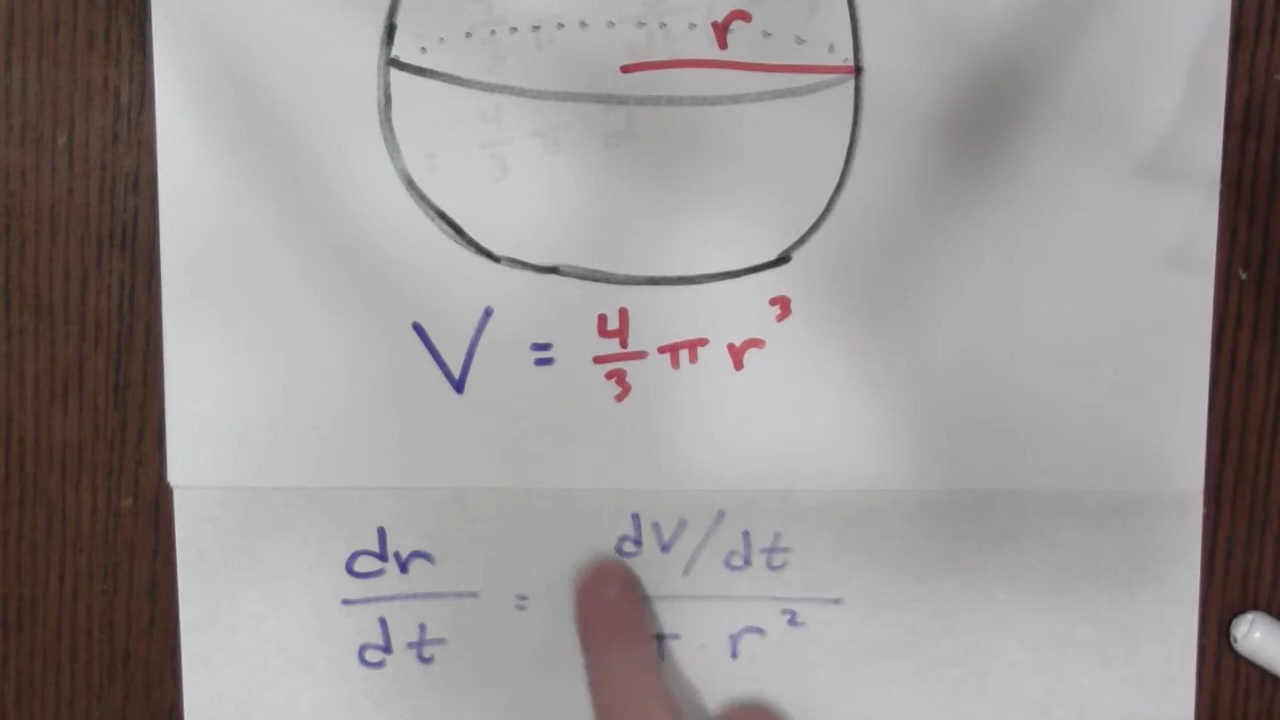 r
V = 4/3 π r³
dr/dt = dV/dt / π · r²